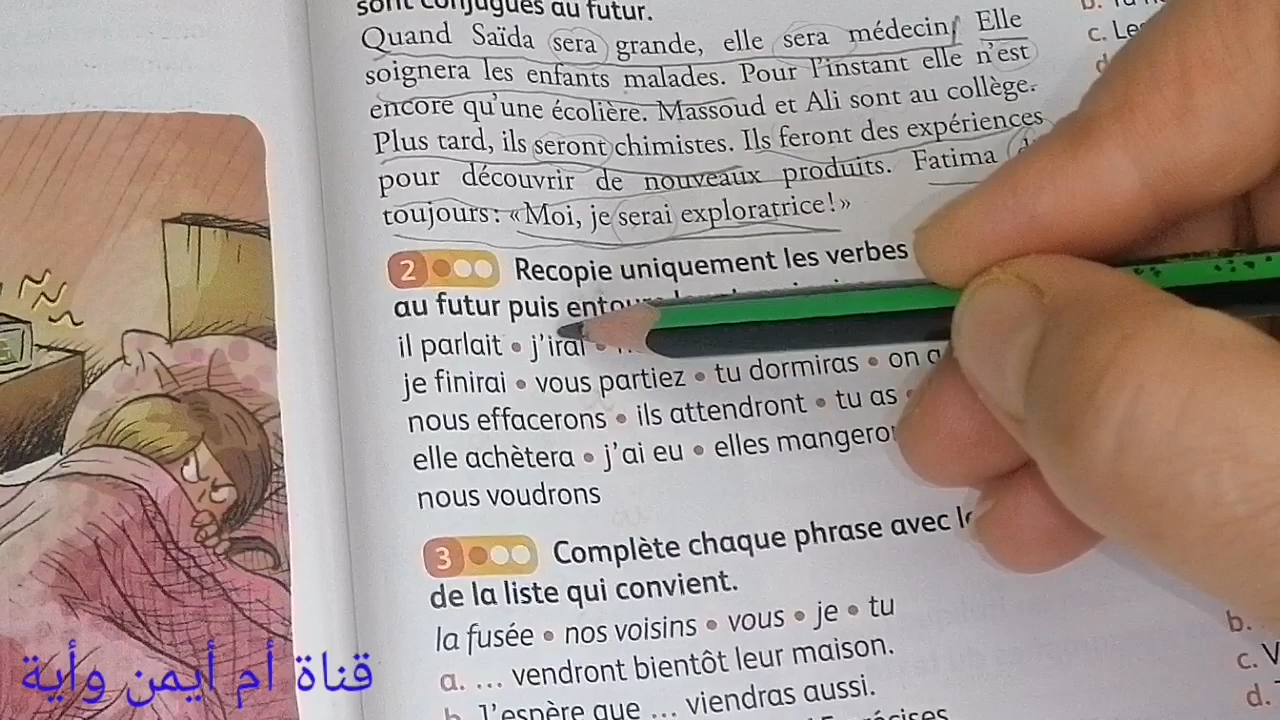 sont conjugués au futur.
Quand Saïda sera grande, elle sera médecin. Elle
soignera les enfants malades. Pour l'instant elle n'est
encore qu'une écolière. Massoud et Ali sont au collège.
Plus tard, ils seront chimistes. Ils feront des expériences
pour découvrir de nouveaux produits. Fatima
toujours : « Moi, je serai exploratrice ! »
2 Recopie uniquement les verbes
au futur puis entoure
il parlait • j'irai •
je finirai • vous partiez • tu dormiras • on
nous effacerons • ils attendront • tu as •
elle achètera • j'ai eu • elles
nous voudrons
3 Complète chaque phrase avec
de la liste qui convient.
la fusée • nos voisins • vous • je • tu
a. ... vendront bientôt leur maison.
b. J'espère que ... viendras aussi.
b.
c.
d.
c.
b.
c.
d.
قناة أم أيمن وأية